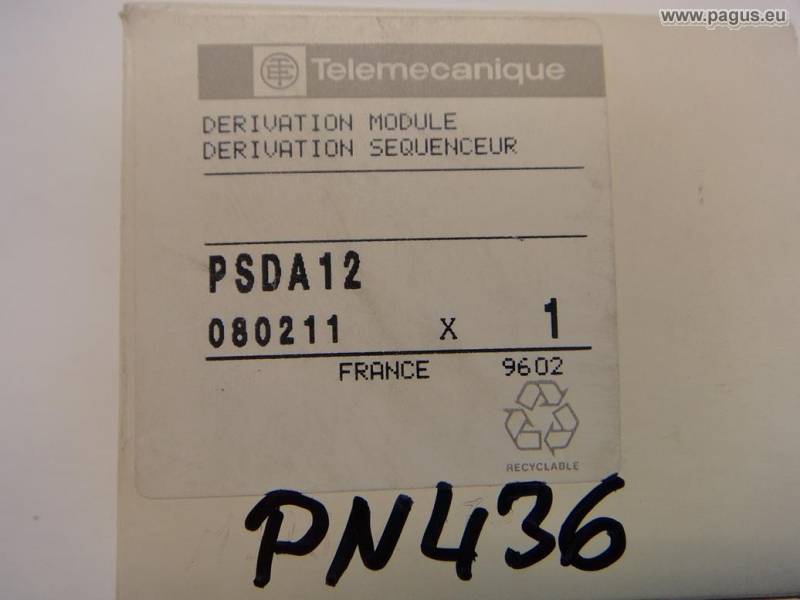 www.pagus.eu
Telemecanique
DERIVATION MODULE
DERIVATION SEQUENCEUR
PSDA12
080211 X 1
FRANCE 9602
RECYCLABLE
PN436